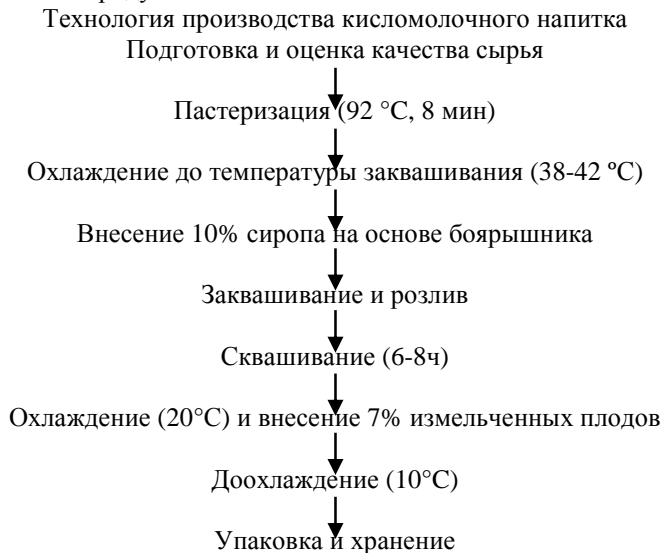 Технология производства кисломолочного напитка
Подготовка и оценка качества сырья
Пастеризация (92 °С, 8 мин)
Охлаждение до температуры заквашивания (38-42 ºС)
Внесение 10% сиропа на основе боярышника
Заквашивание и розлив
Сквашивание (6-8ч)
Охлаждение (20°С) и внесение 7% измельченных плодов
Доохлаждение (10°С)
Упаковка и хранение